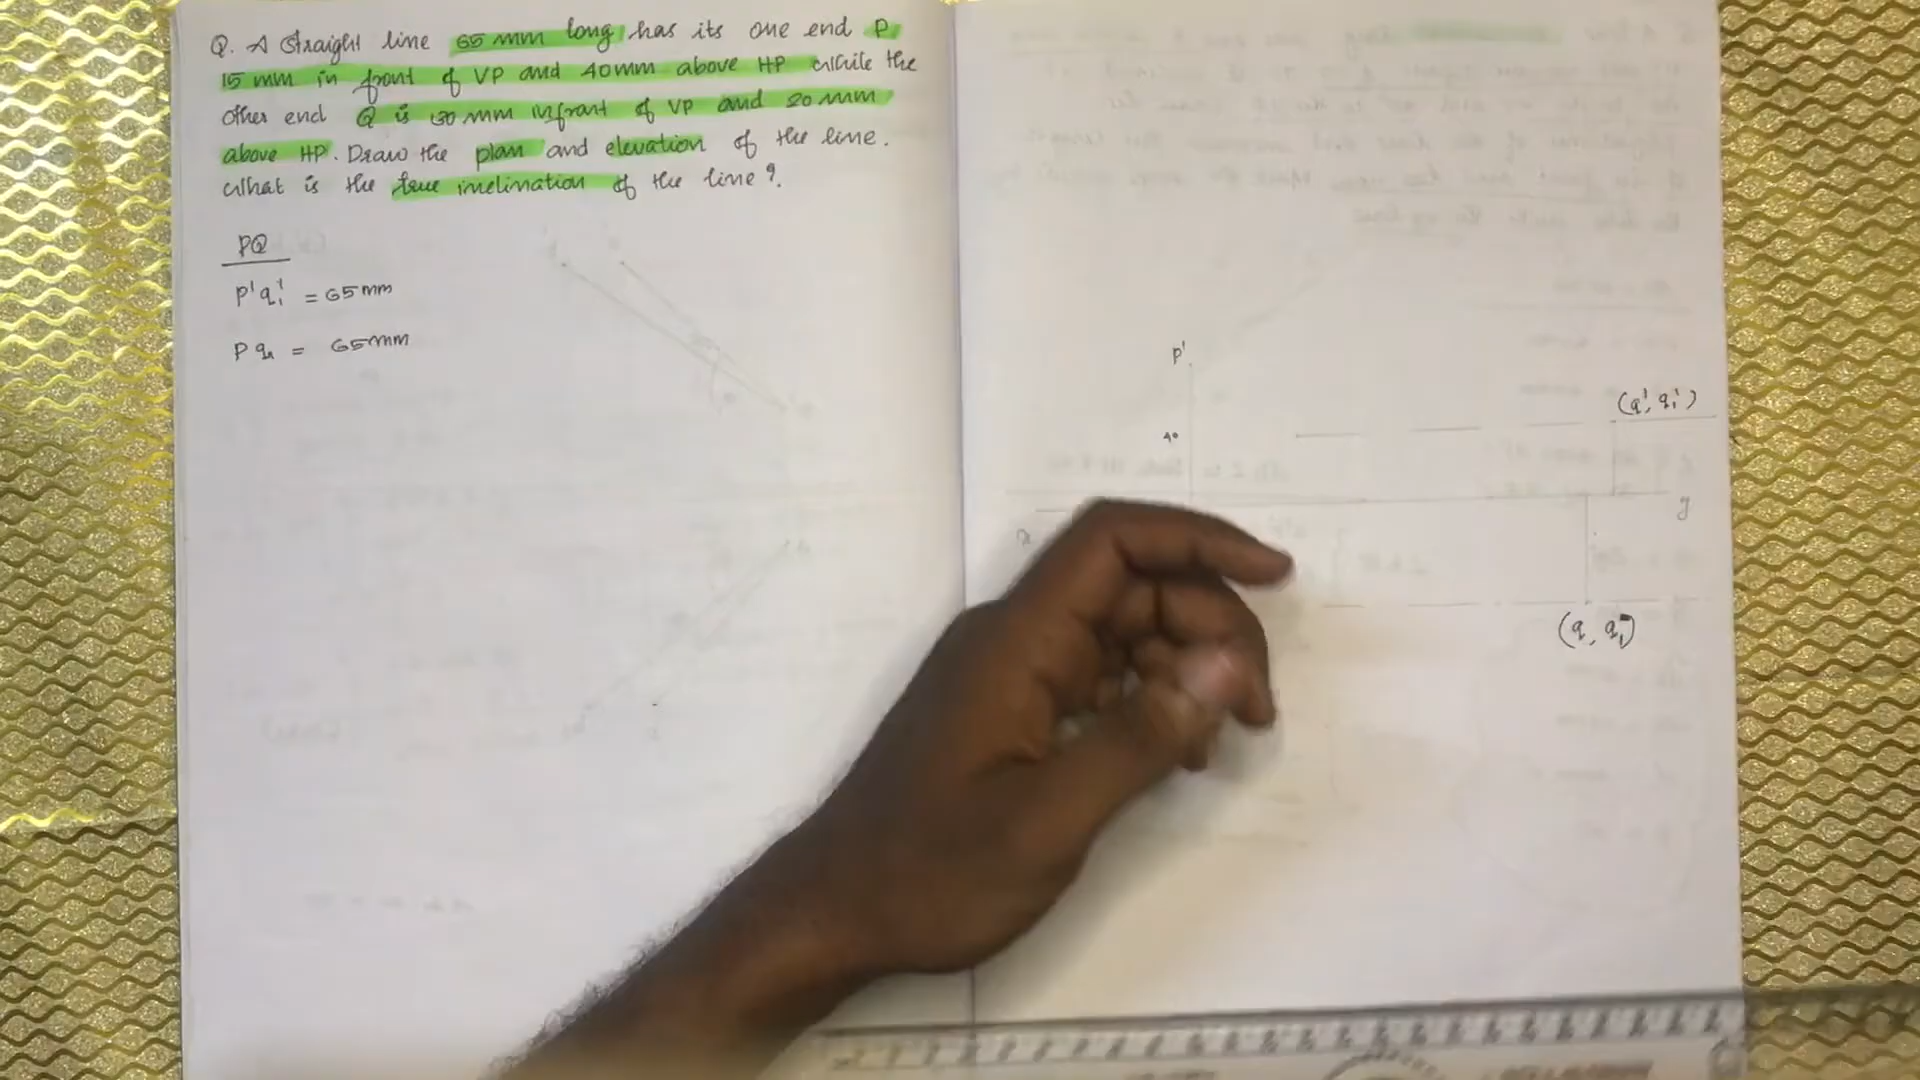 Q. A straight line 65 mm long has its one end P
15 mm in front of VP and 40mm above HP while the
other end Q is 30 mm infront of VP and 20 mm
above HP. Draw the plan and elevation of the line.
What is the true inclination of the line?.
PQ
p'q₁' = 65mm
Pq₁ = 65mm
p'
(q', q₁')
40
y
x
(q, q₁)